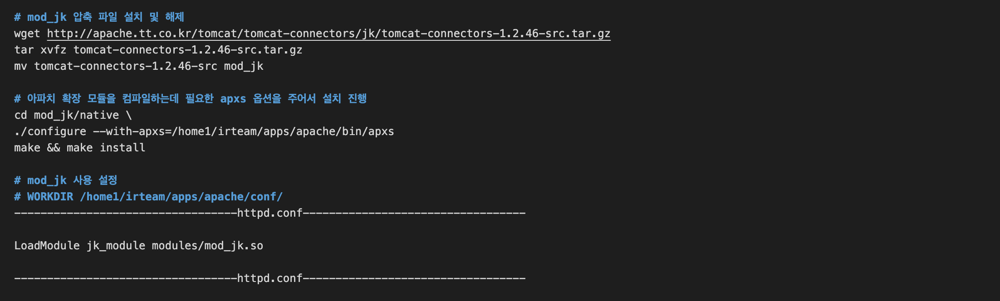 # mod_jk 압축 파일 설치 및 해제
wget http://apache.tt.co.kr/tomcat/tomcat-connectors/jk/tomcat-connectors-1.2.46-src.tar.gz
tar xvfz tomcat-connectors-1.2.46-src.tar.gz
mv tomcat-connectors-1.2.46-src mod_jk
# 아파치 확장 모듈을 컴파일하는데 필요한 apxs 옵션을 주어서 설치 진행
cd mod_jk/native \
./configure --with-apxs=/home1/irteam/apps/apache/bin/apxs
make && make install
# mod_jk 사용 설정
# WORKDIR /home1/irteam/apps/apache/conf/
----------------------------------httpd.conf----------------------------------
LoadModule jk_module modules/mod_jk.so
----------------------------------httpd.conf----------------------------------